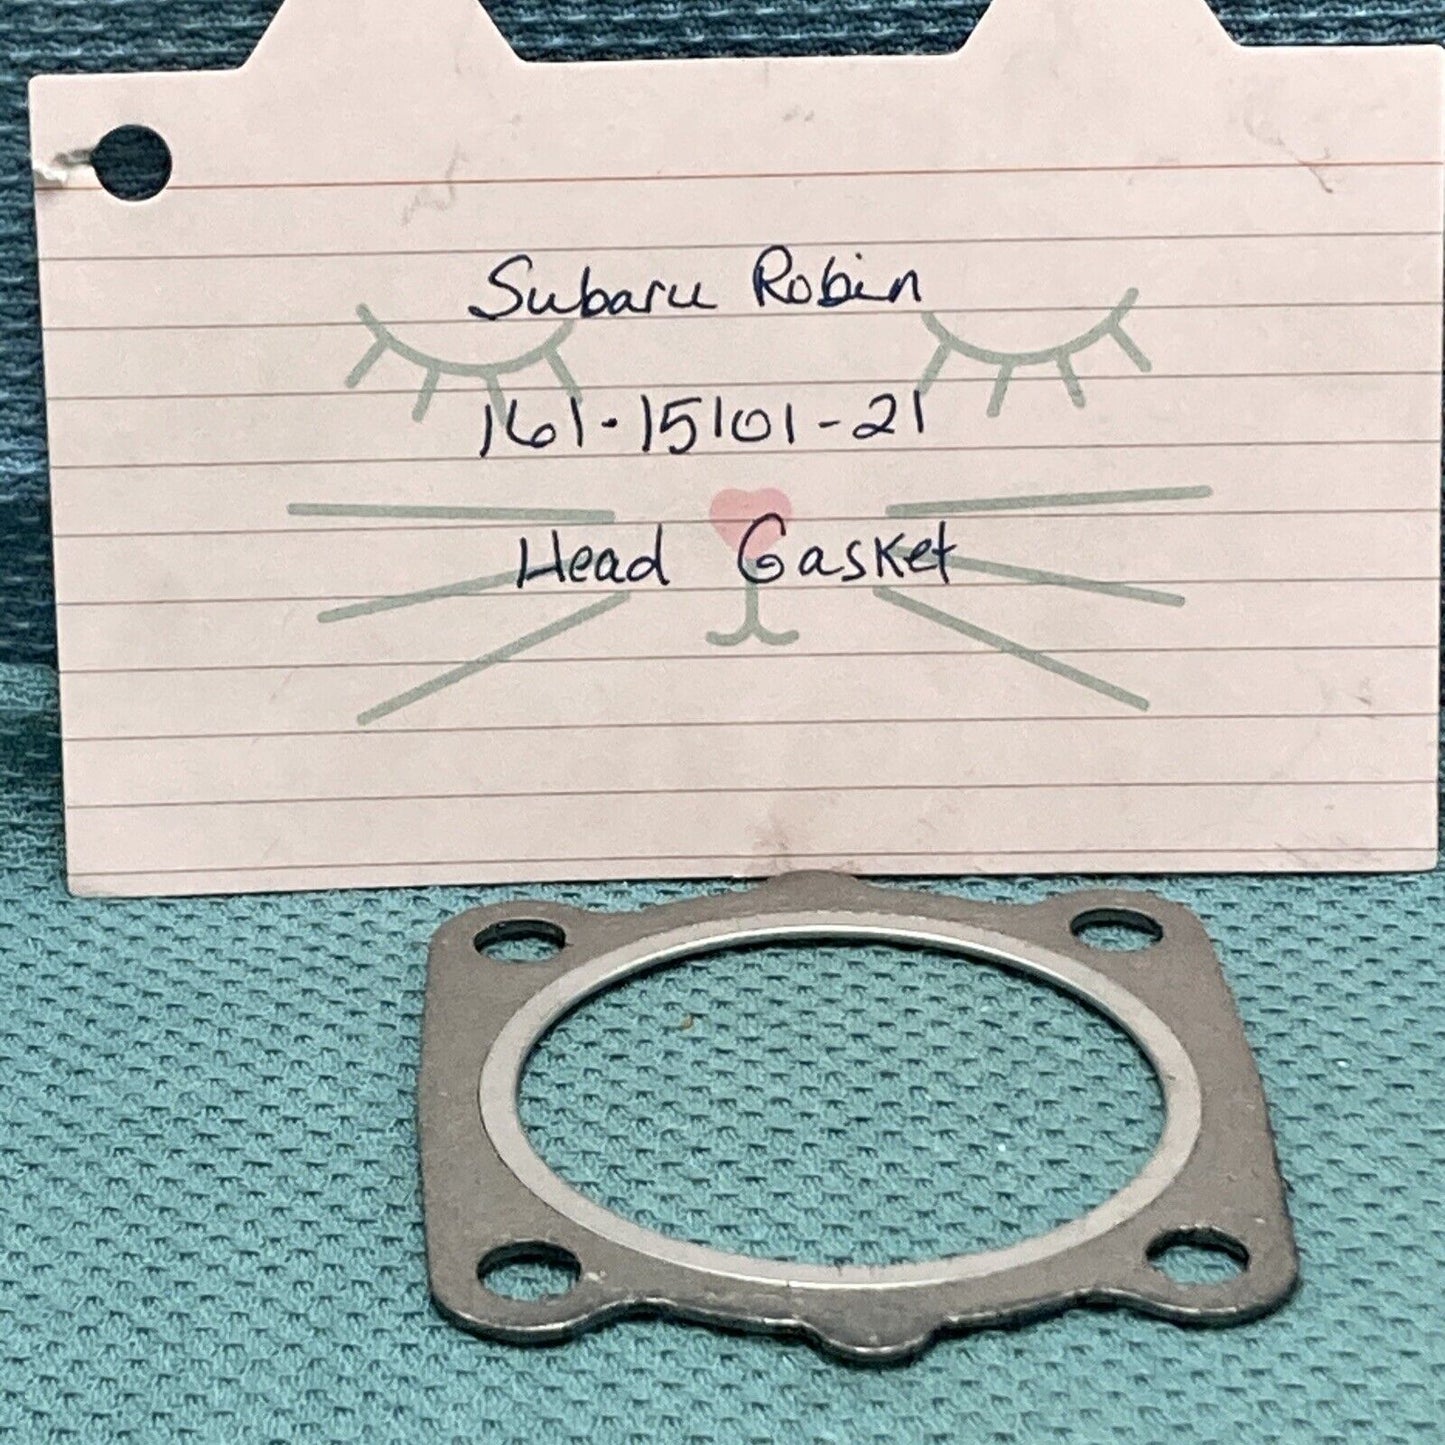 Subaru Robin
161-15101-21
Head Gasket